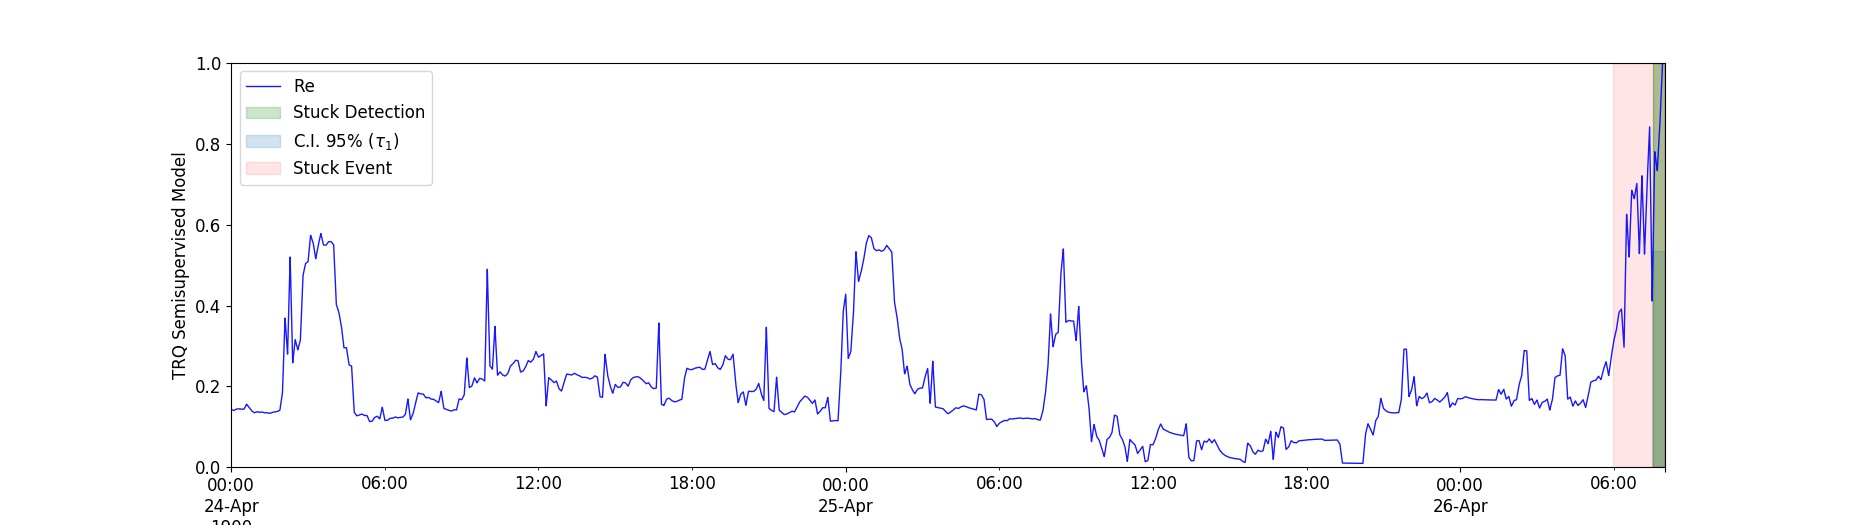 1.0
Re
Stuck Detection
C.I. 95% (τ1)
Stuck Event
0.8
0.6
0.4
0.2
0.0
TRQ Semisupervised Model
00:00 06:00 12:00 18:00 00:00 06:00 12:00 18:00 00:00 06:00
24-Apr 25-Apr 26-Apr
1900